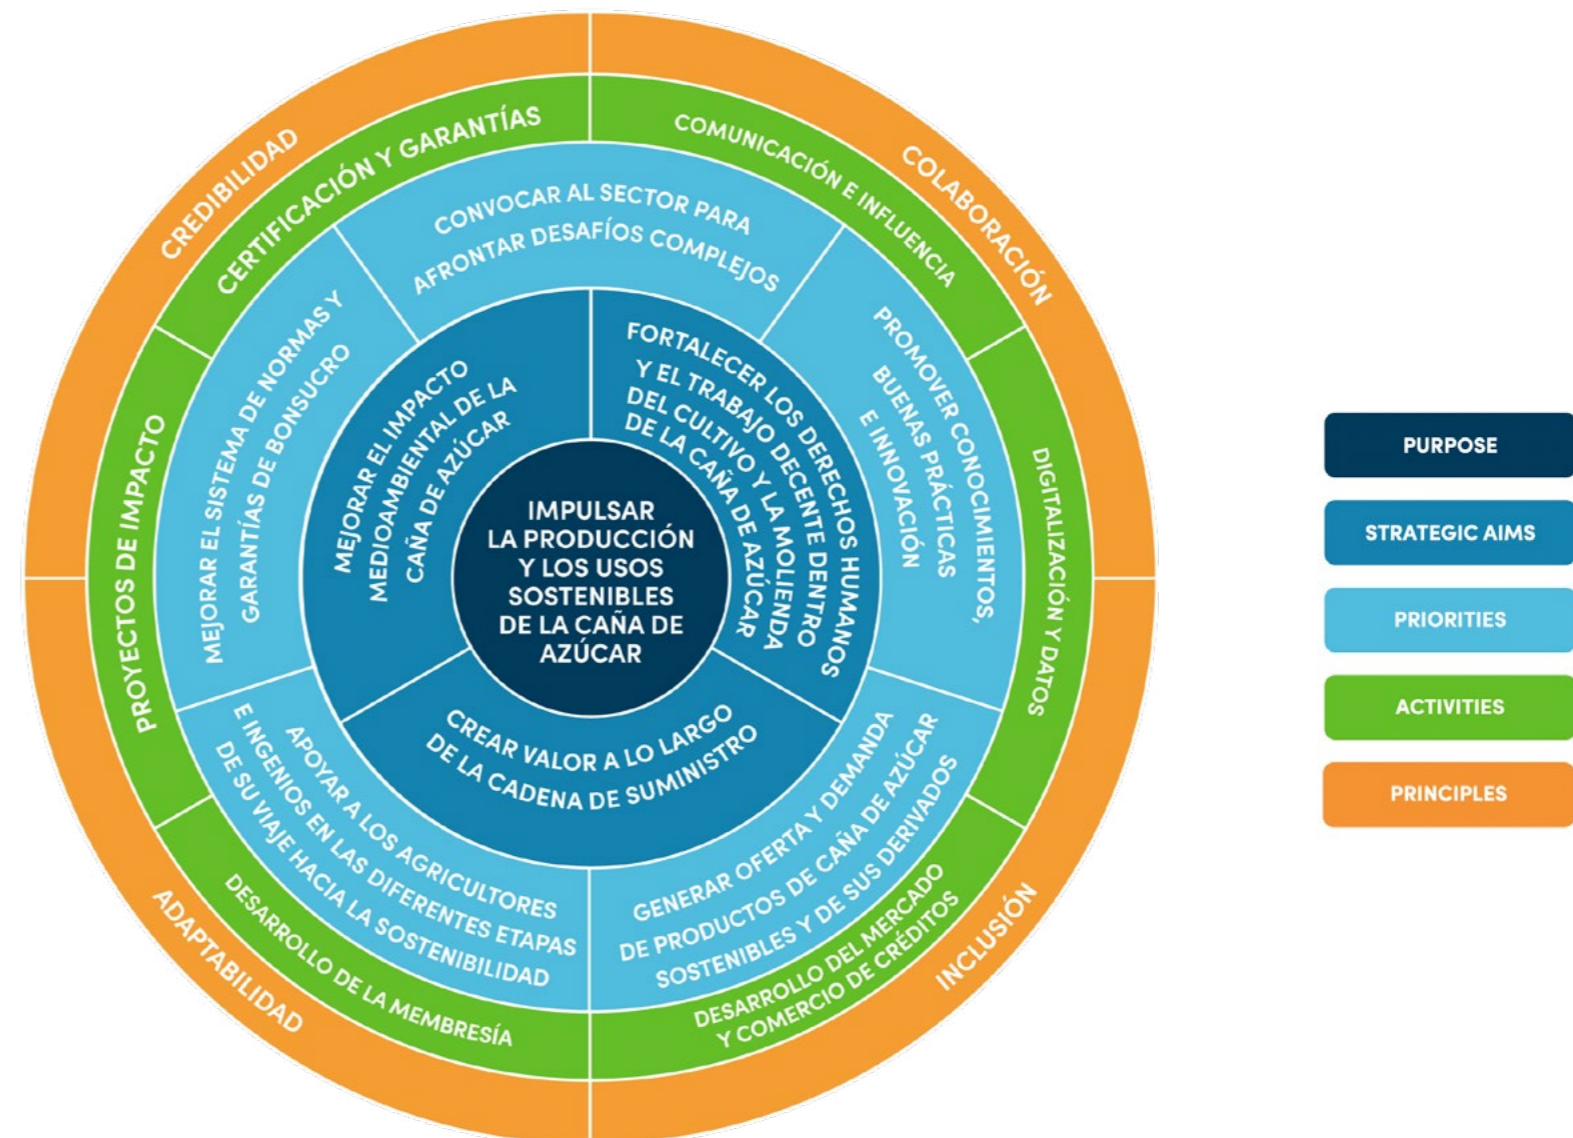 CREDIBILIDAD
COLABORACIÓN
INCLUSIÓN
ADAPTABILIDAD
CERTIFICACIÓN Y GARANTÍAS
COMUNICACIÓN E INFLUENCIA
DIGITALIZACIÓN Y DATOS
DESARROLLO DEL MERCADO
Y COMERCIO DE CRÉDITOS
DESARROLLO DE LA MEMBRESÍA
PROYECTOS DE IMPACTO
CONVOCAR AL SECTOR PARA
AFRONTAR DESAFÍOS COMPLEJOS
PROMOVER CONOCIMIENTOS,
BUENAS PRÁCTICAS
E INNOVACIÓN
GENERAR OFERTA Y DEMANDA
DE PRODUCTOS DE CAÑA DE AZÚCAR
SOSTENIBLES Y DE SUS DERIVADOS
APOYAR A LOS AGRICULTORES
E INGENIOS EN LAS DIFERENTES ETAPAS
DE SU VIAJE HACIA LA SOSTENIBILIDAD
MEJORAR EL SISTEMA DE NORMAS Y
GARANTÍAS DE BONSUCRO
MEJORAR EL IMPACTO
MEDIOAMBIENTAL DE LA
CAÑA DE AZÚCAR
FORTALECER LOS DERECHOS HUMANOS
Y EL TRABAJO DECENTE DENTRO
DEL CULTIVO Y LA MOLIENDA
DE LA CAÑA DE AZÚCAR
CREAR VALOR A LO LARGO
DE LA CADENA DE SUMINISTRO
IMPULSAR
LA PRODUCCIÓN
Y LOS USOS
SOSTENIBLES
DE LA CAÑA DE
AZÚCAR
PURPOSE
STRATEGIC AIMS
PRIORITIES
ACTIVITIES
PRINCIPLES